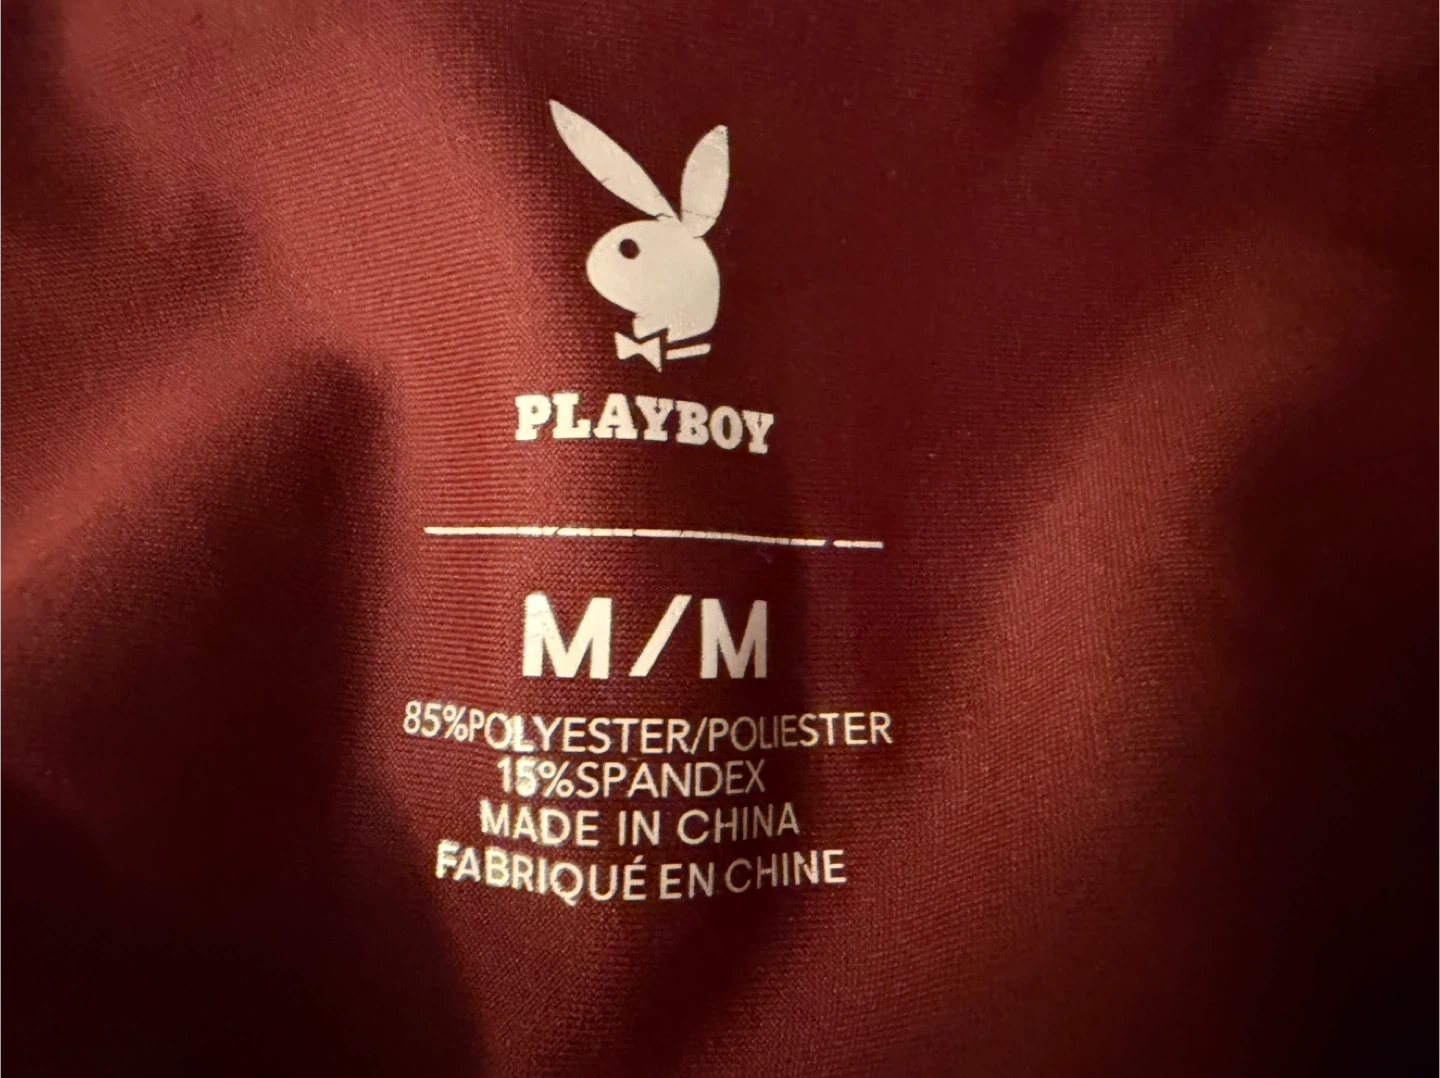 PLAYBOY
M/M
85%POLYESTER/POLIESTER
15%SPANDEX
MADE IN CHINA
FABRIQUÉ EN CHINE